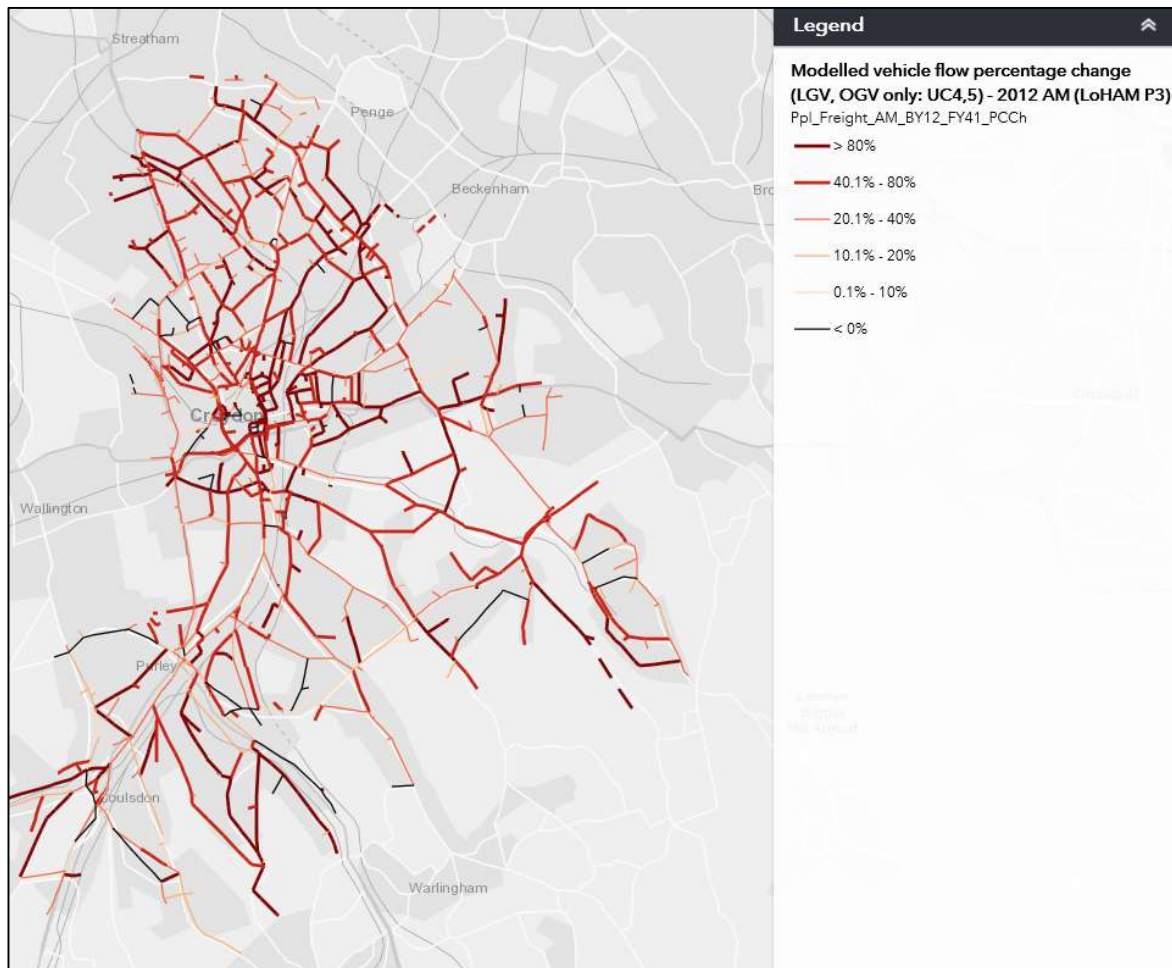 Legend
Modelled vehicle flow percentage change
(LGV, OGV only: UC4,5) - 2012 AM (LoHAM P3)
Ppl_Freight_AM_BY12_FY41_PCCh
> 80%
40.1% - 80%
20.1% - 40%
10.1% - 20%
0.1% - 10%
< 0%
Streatham
Penge
Beckenham
Bro
Croydon
Wallington
Purley
Coulsdon
Warlingham